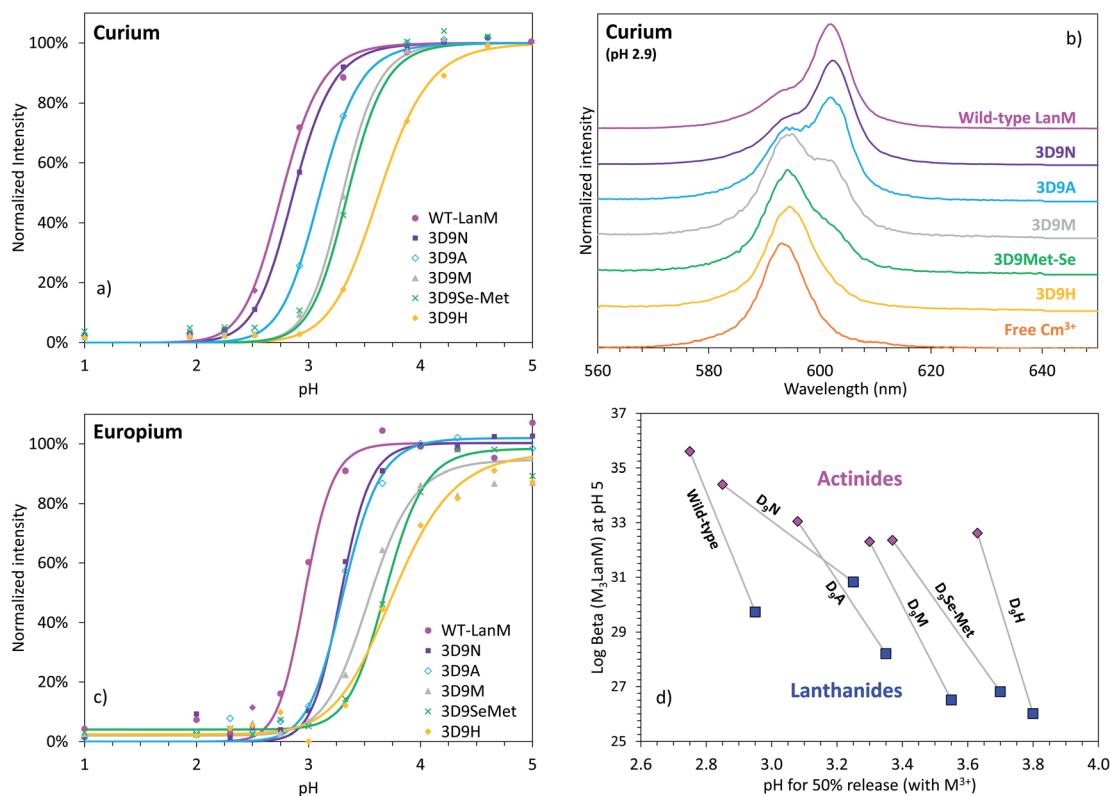 Curium
100%
80%
60%
40%
20%
0%
Normalized Intensity
a)
WT-LanM
3D9N
3D9A
3D9M
3D9Se-Met
3D9H
1 2 3 4 5
pH
Curium
(pH 2.9)
b)
Normalized intensity
Wild-type LanM
3D9N
3D9A
3D9M
3D9Met-Se
3D9H
Free Cm³⁺
560 580 600 620 640
Wavelength (nm)
Europium
100%
80%
60%
40%
20%
0%
Normalized intensity
c)
WT-LanM
3D9N
3D9A
3D9M
3D9SeMet
3D9H
1 2 3 4 5
pH
37
35
33
31
29
27
25
Log Beta (M₃LanM) at pH 5
Actinides
Wild-type
D₉N
D₉A
D₉M
D₉Se-Met
D₉H
Lanthanides
d)
2.6 2.8 3.0 3.2 3.4 3.6 3.8 4.0
pH for 50% release (with M³⁺)